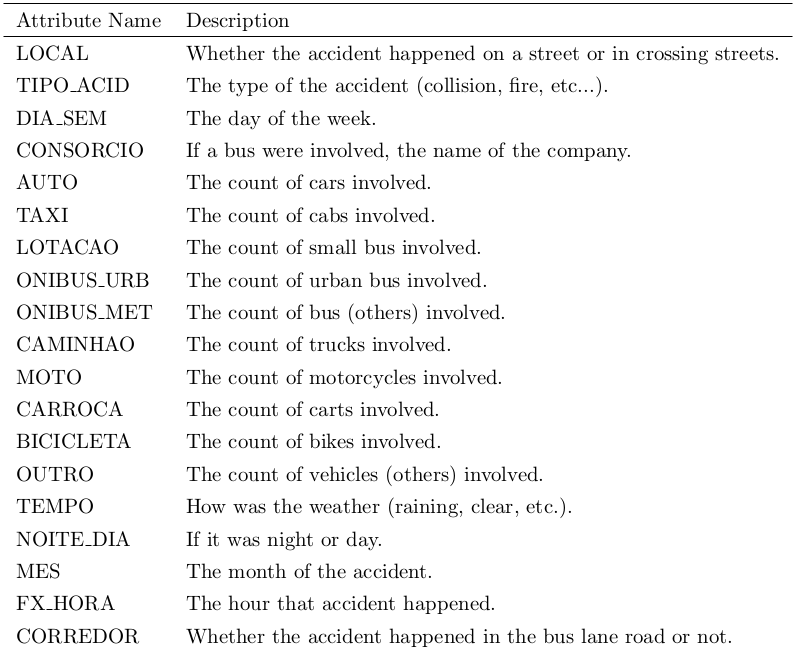 Attribute Name Description
LOCAL Whether the accident happened on a street or in crossing streets.
TIPO_ACID The type of the accident (collision, fire, etc...).
DIA_SEM The day of the week.
CONSORCIO If a bus were involved, the name of the company.
AUTO The count of cars involved.
TAXI The count of cabs involved.
LOTACAO The count of small bus involved.
ONIBUS_URB The count of urban bus involved.
ONIBUS_MET The count of bus (others) involved.
CAMINHAO The count of trucks involved.
MOTO The count of motorcycles involved.
CARROCA The count of carts involved.
BICICLETA The count of bikes involved.
OUTRO The count of vehicles (others) involved.
TEMPO How was the weather (raining, clear, etc.).
NOITE_DIA If it was night or day.
MES The month of the accident.
FX_HORA The hour that accident happened.
CORREDOR Whether the accident happened in the bus lane road or not.